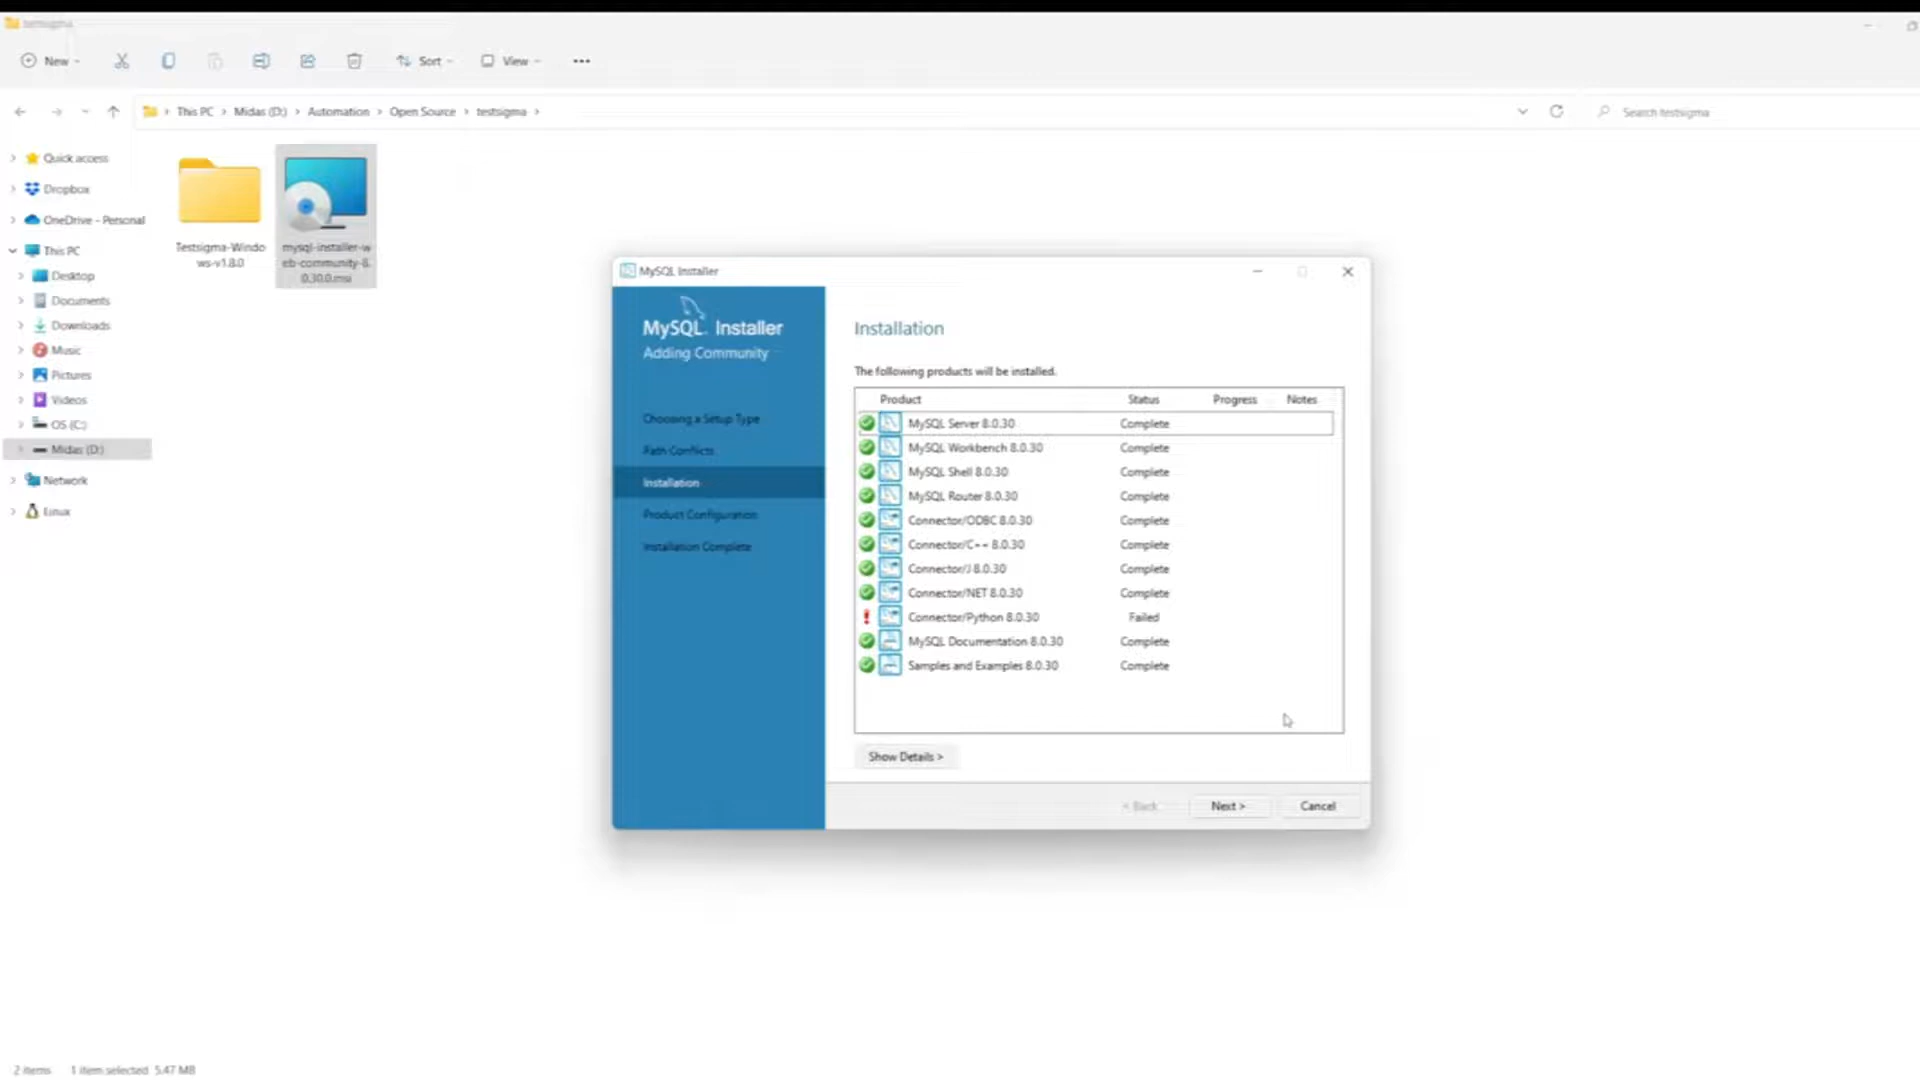 testsigma
New
Sort
View
This PC > Midas (D:) > Automation > Open Source > testsigma >
Search testsigma
Quick access
Dropbox
OneDrive - Personal
This PC
Desktop
Documents
Downloads
Music
Pictures
Videos
OS (C:)
Midas (D:)
Network
Linux
Testsigma-Windo
ws-v1.8.0
mysql-installer-w
eb-community-8.
0.30.0.msi
MySQL Installer
MySQL. Installer
Adding Community
Choosing a Setup Type
Path Conflicts
Installation
Product Configuration
Installation Complete
Installation
The following products will be installed.
Product Status Progress Notes
MySQL Server 8.0.30 Complete
MySQL Workbench 8.0.30 Complete
MySQL Shell 8.0.30 Complete
MySQL Router 8.0.30 Complete
Connector/ODBC 8.0.30 Complete
Connector/C++ 8.0.30 Complete
Connector/J 8.0.30 Complete
Connector/NET 8.0.30 Complete
Connector/Python 8.0.30 Failed
MySQL Documentation 8.0.30 Complete
Samples and Examples 8.0.30 Complete
Show Details >
< Back Next > Cancel
2 items 1 item selected 5.47 MB